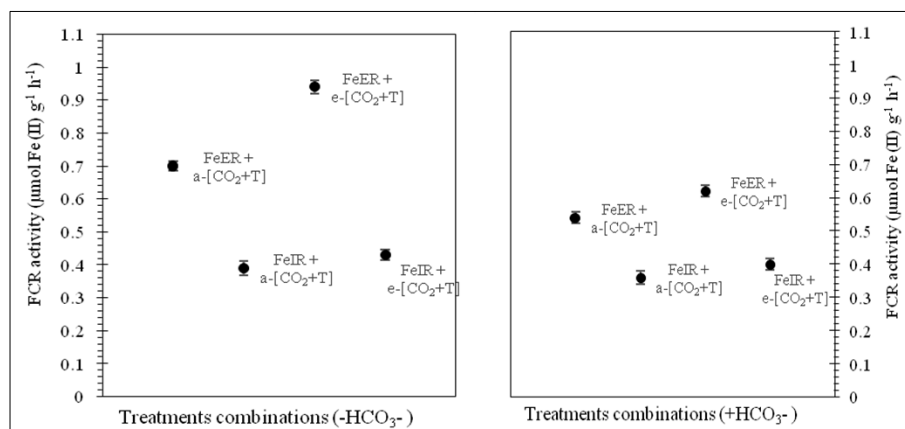 FCR activity (μmol Fe (II) g⁻¹ h⁻¹)
1.1
1
0.9
0.8
0.7
0.6
0.5
0.4
0.3
0.2
0.1
0
FeER +
e-[CO₂+T]
FeER +
a-[CO₂+T]
FeIR +
a-[CO₂+T]
FeIR +
e-[CO₂+T]
Treatments combinations (-HCO₃-)
FeER +
e-[CO₂+T]
FeER +
a-[CO₂+T]
FeIR +
a-[CO₂+T]
FeIR +
e-[CO₂+T]
Treatments combinations (+HCO₃-)
1.1
1
0.9
0.8
0.7
0.6
0.5
0.4
0.3
0.2
0.1
0
FCR activity (μmol Fe (II) g⁻¹ h⁻¹)